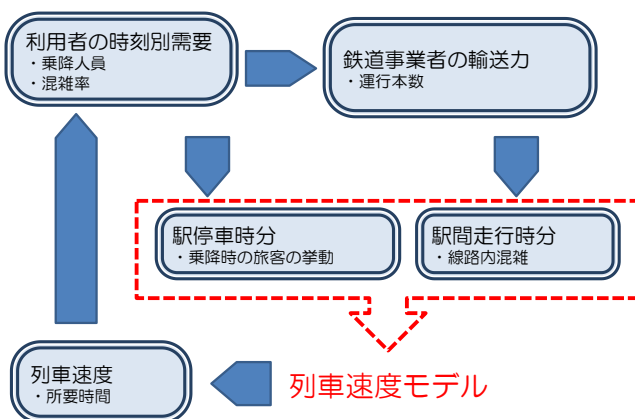 利用者の時刻別需要
・乗降人員
・混雑率
鉄道事業者の輸送力
・運行本数
駅停車時分
・乗降時の旅客の挙動
駅間走行時分
・線路内混雑
列車速度
・所要時間
列車速度モデル